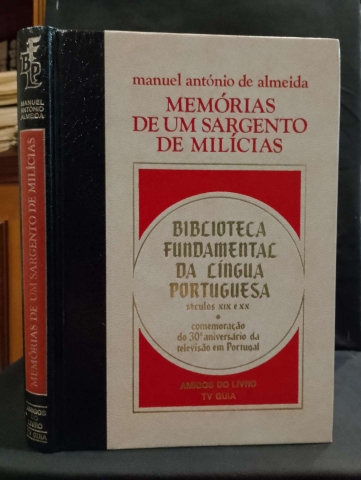 manuel antónio de almeida
MEMÓRIAS
DE UM SARGENTO
DE MILÍCIAS
BIBLIOTECA
FUNDAMENTAL
DA LÍNGUA
PORTUGUESA
séculos XIX e XX
comemoração
do 30º aniversário da
televisão em Portugal
AMIGOS DO LIVRO
TV GUIA
MANUEL
ANTÓNIO
ALMEIDA
MEMÓRIAS DE UM SARGENTO DE MILÍCIAS
AMIGOS
DO
LIVRO
TV GUIA